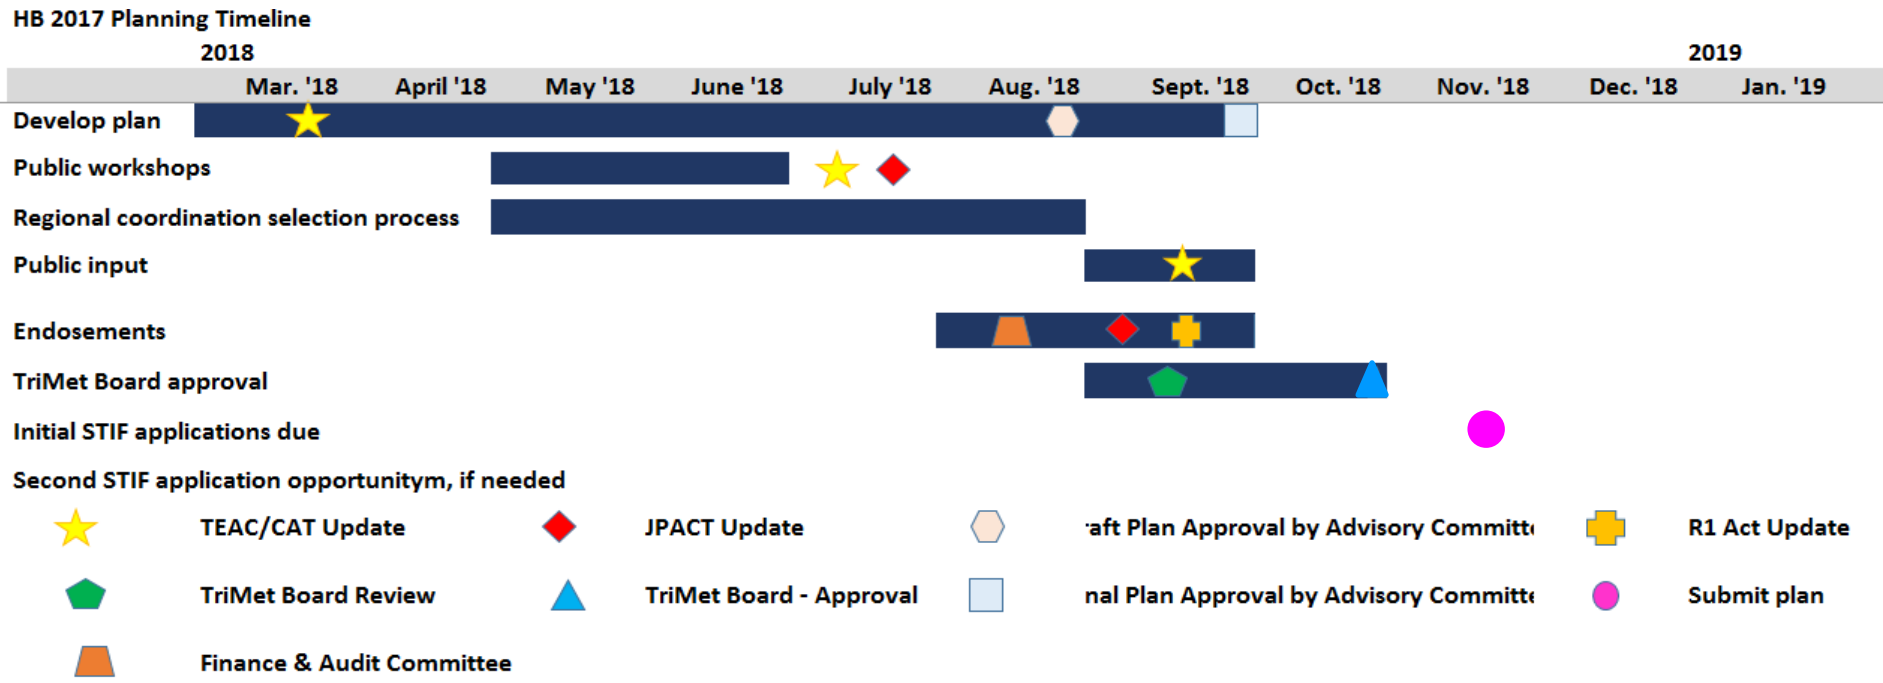 HB 2017 Planning Timeline
2018 2019
Mar. '18 April '18 May '18 June '18 July '18 Aug. '18 Sept. '18 Oct. '18 Nov. '18 Dec. '18 Jan. '19
Develop plan
Public workshops
Regional coordination selection process
Public input
Endosements
TriMet Board approval
Initial STIF applications due
Second STIF application opportunitym, if needed
TEAC/CAT Update JPACT Update raft Plan Approval by Advisory Committe R1 Act Update
TriMet Board Review TriMet Board - Approval nal Plan Approval by Advisory Committe Submit plan
Finance & Audit Committee